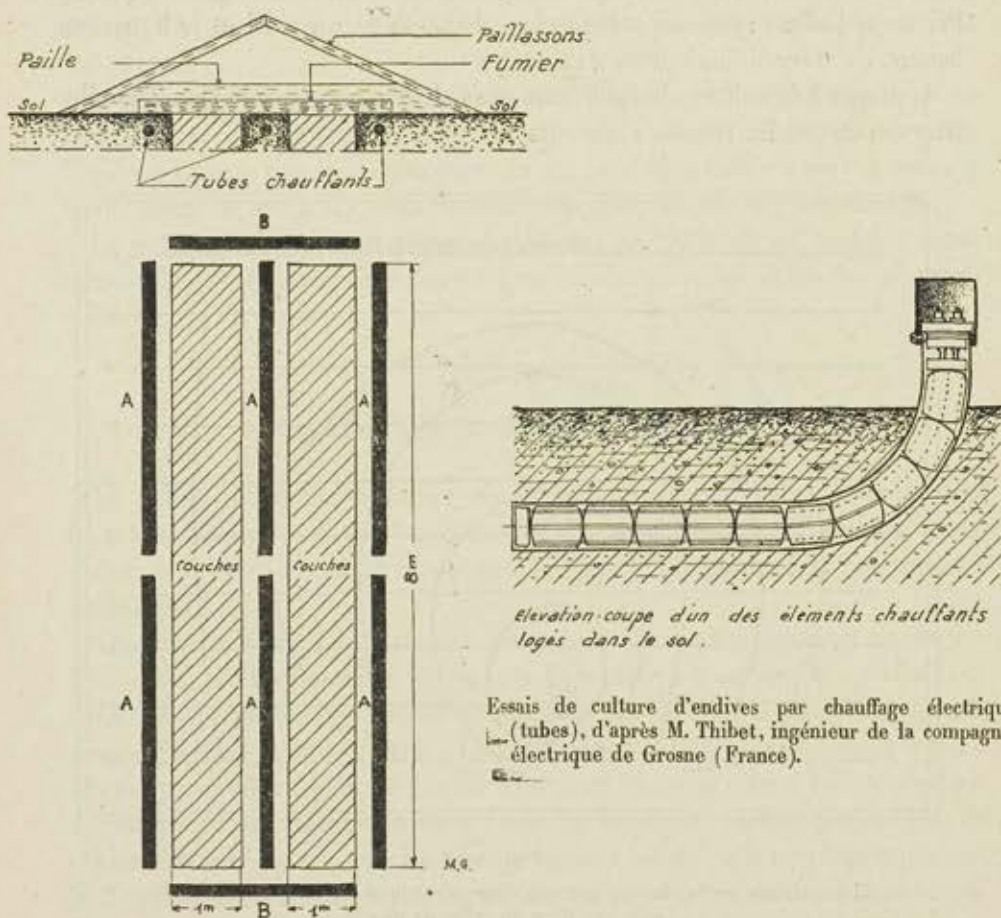 Paillassons
Paille
Fumier
Sol
Sol
Tubes chauffants
B
A
A
A
couches
couches
8m
A
A
A
M.G.
1m
B
1m
Elevation-coupe d'un des éléments chauffants
logés dans le sol.
Essais de culture d'endives par chauffage électriqu
(tubes), d'après M. Thibet, ingénieur de la compagn
électrique de Grosne (France).